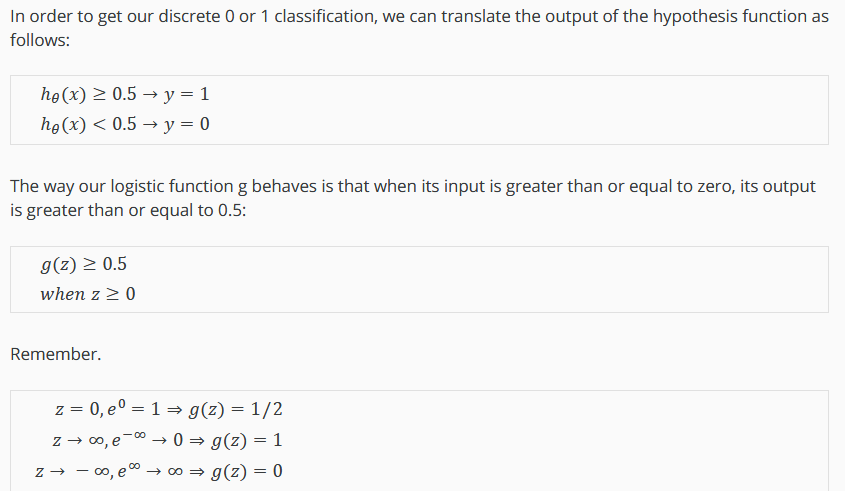 In order to get our discrete 0 or 1 classification, we can translate the output of the hypothesis function as
follows:
hθ(x) ≥ 0.5 → y = 1
hθ(x) < 0.5 → y = 0
The way our logistic function g behaves is that when its input is greater than or equal to zero, its output
is greater than or equal to 0.5:
g(z) ≥ 0.5
when z ≥ 0
Remember.
z = 0, e⁰ = 1 ⇒ g(z) = 1/2
z → ∞, e^−∞ → 0 ⇒ g(z) = 1
z → −∞, e^∞ → ∞ ⇒ g(z) = 0